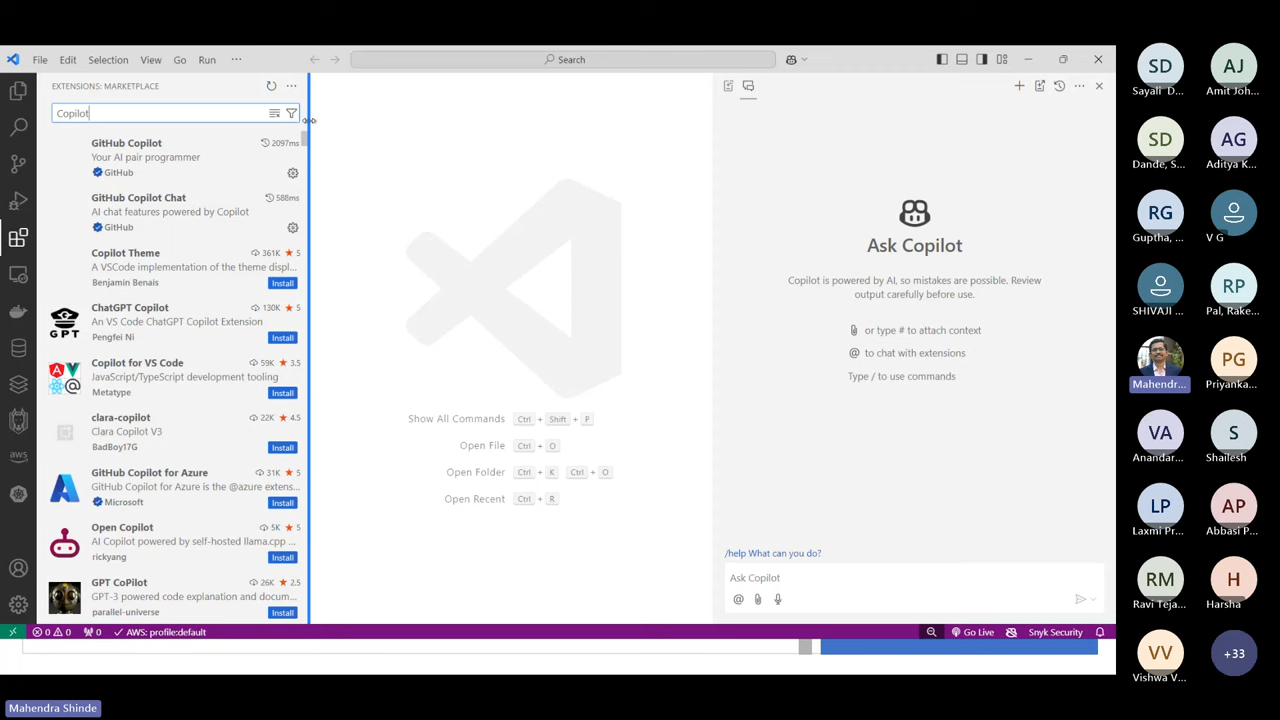 File Edit Selection View Go Run ...
Search
EXTENSIONS: MARKETPLACE
Copilot
GitHub Copilot 2097ms
Your AI pair programmer
GitHub
GitHub Copilot Chat 588ms
AI chat features powered by Copilot
GitHub
Copilot Theme 361K 5
A VSCode implementation of the theme displ...
Benjamin Benais Install
GPT
ChatGPT Copilot 130K 5
An VS Code ChatGPT Copilot Extension
Pengfei Ni Install
Copilot for VS Code 59K 3.5
JavaScript/TypeScript development tooling
Metatype Install
clara-copilot 22K 4.5
Clara Copilot V3
BadBoy17G Install
GitHub Copilot for Azure 31K 5
GitHub Copilot for Azure is the @azure extens...
Microsoft Install
Open Copilot 5K 5
AI Copilot powered by self-hosted llama.cpp ...
rickyang Install
GPT CoPilot 26K 2.5
GPT-3 powered code explanation and docum...
parallel-universe Install
aws
Show All Commands Ctrl + Shift + P
Open File Ctrl + O
Open Folder Ctrl + K Ctrl + O
Open Recent Ctrl + R
Ask Copilot
Copilot is powered by AI, so mistakes are possible. Review
output carefully before use.
or type # to attach context
@ to chat with extensions
Type / to use commands
/help What can you do?
Ask Copilot
@
0 0 0 AWS: profile:default
Go Live Snyk Security
SD AJ
Sayali D... Amit Joh...
SD AG
Dande, S... Aditya K...
RG
Guptha, ... V G
RP
SHIVAJI ... Pal, Rake...
PG
Mahendr... Priyanka...
VA S
Anandar... Shailesh
LP AP
Laxmi Pr... Abbasi P...
RM H
Ravi Teja... Harsha
VV +33
Vishwa V...
Mahendra Shinde